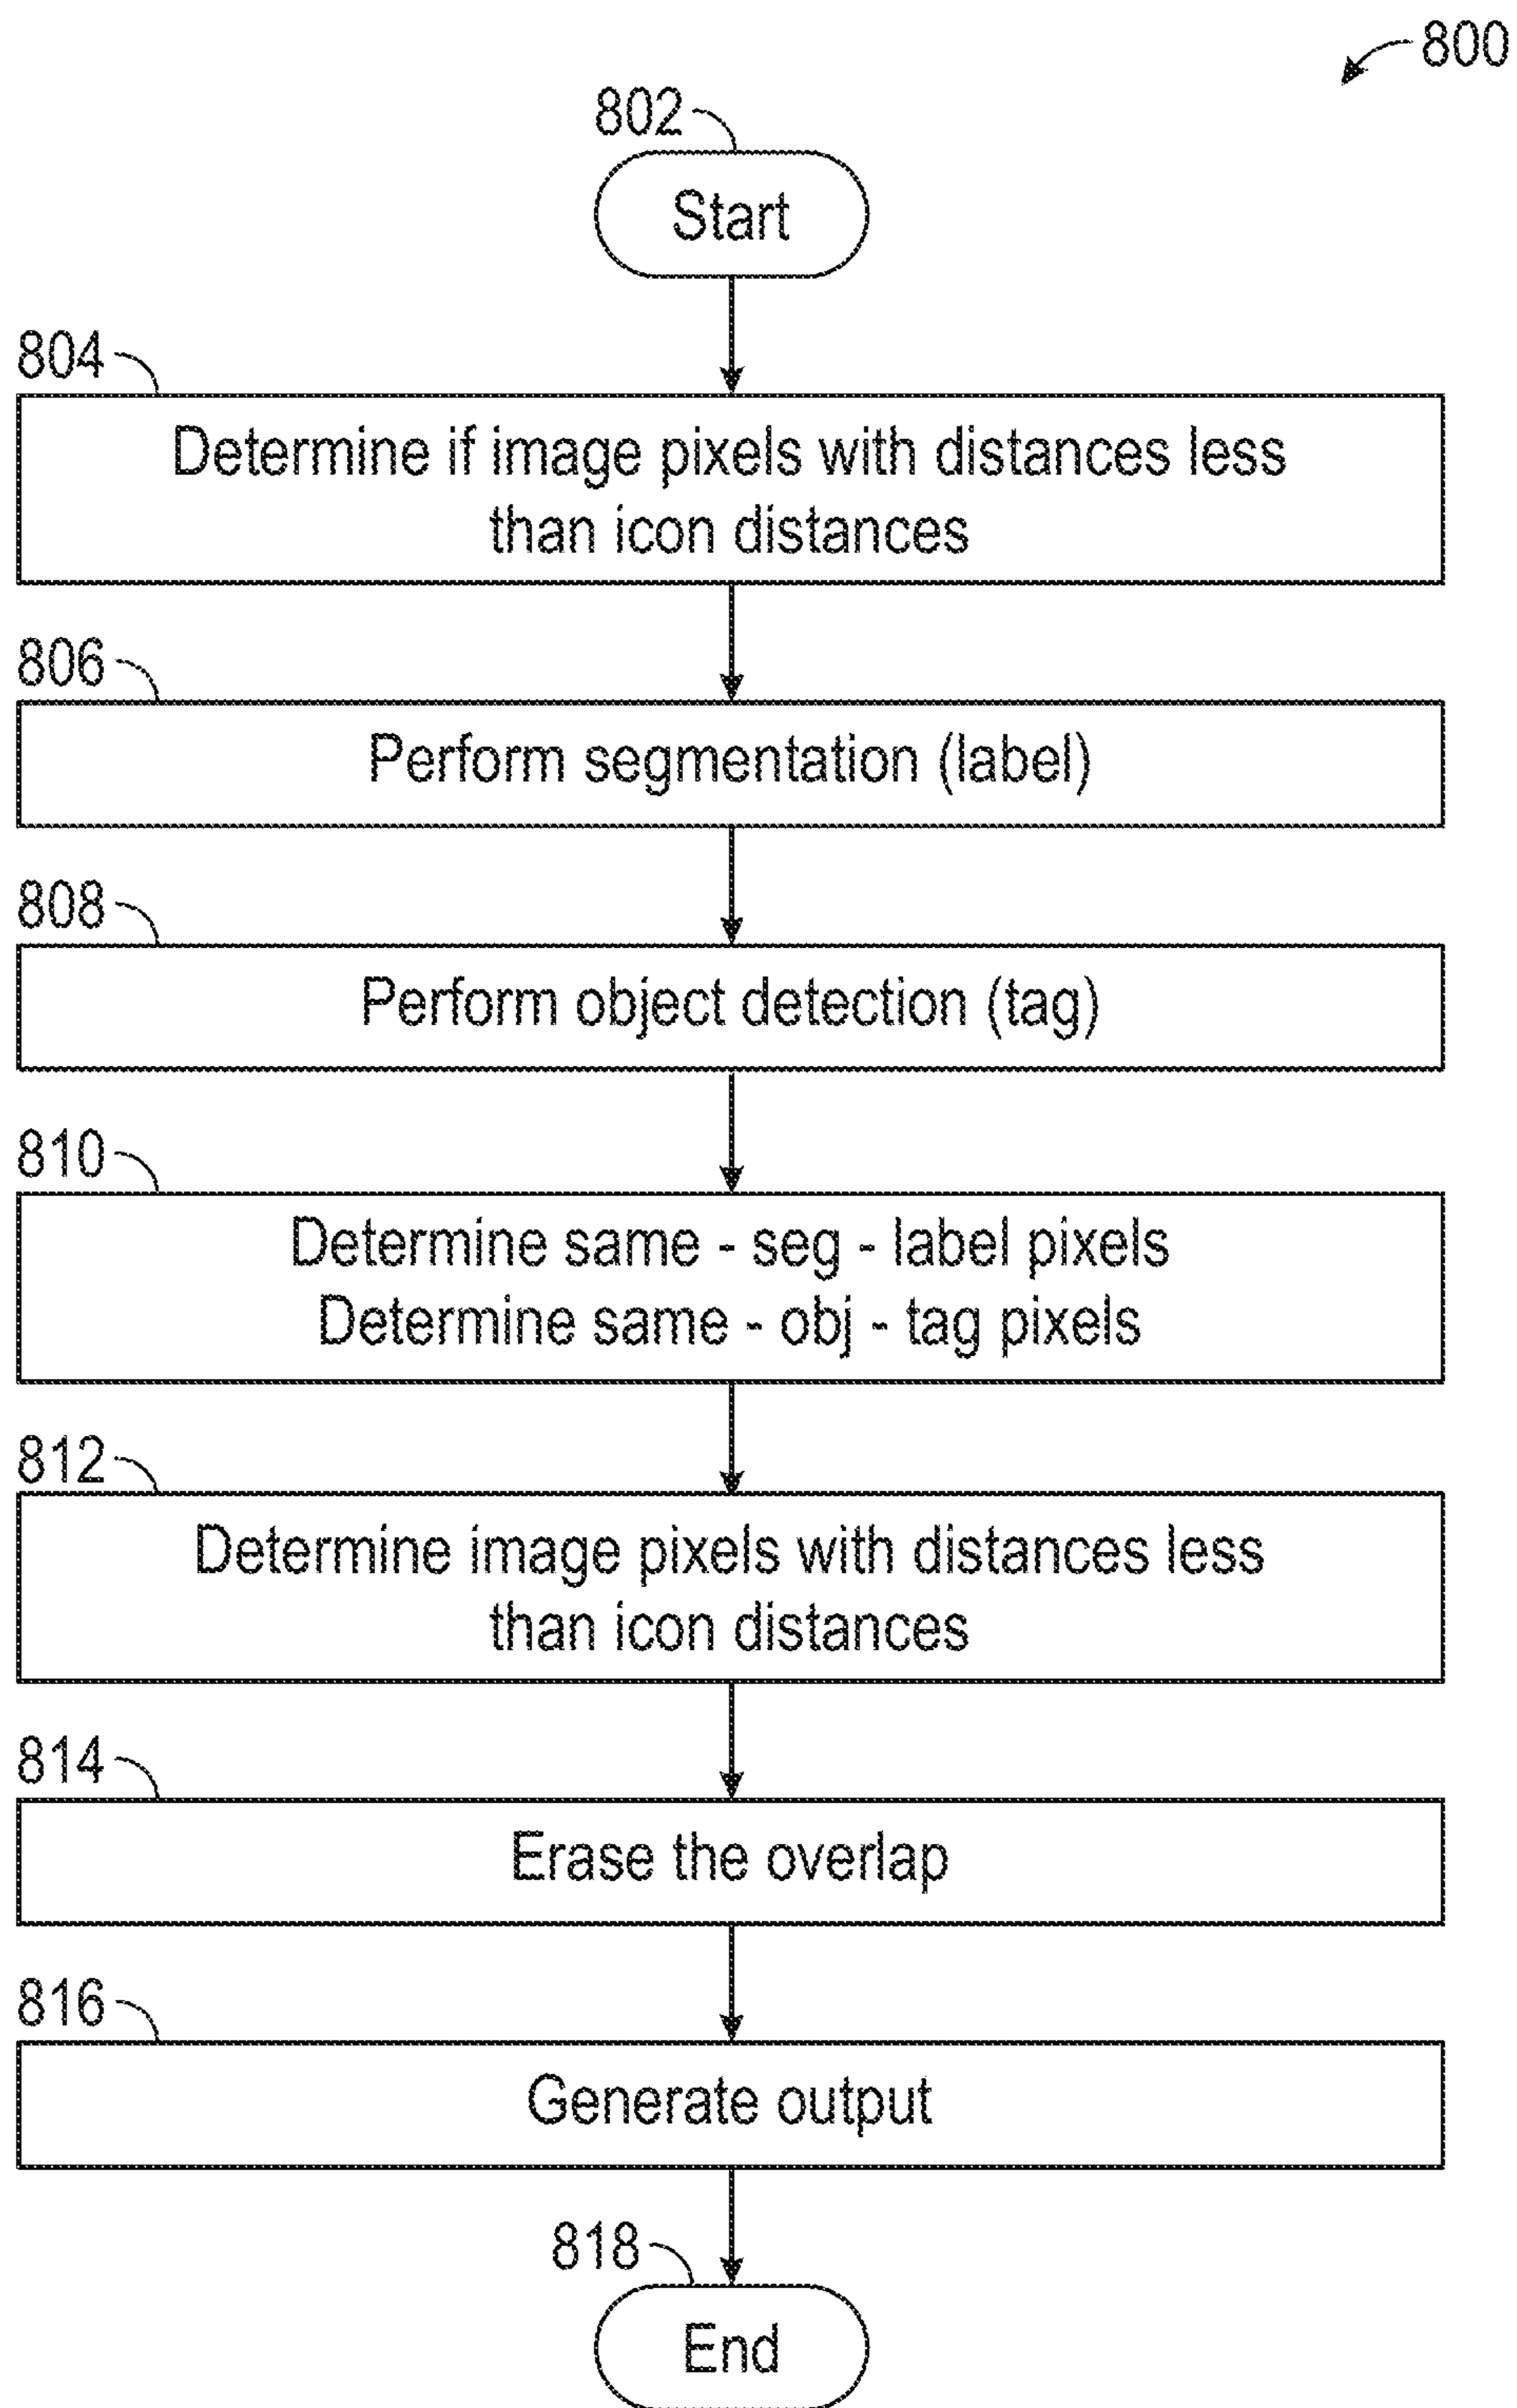 800
802
Start
804
Determine if image pixels with distances less
than icon distances
806
Perform segmentation (label)
808
Perform object detection (tag)
810
Determine same - seg - label pixels
Determine same - obj - tag pixels
812
Determine image pixels with distances less
than icon distances
814
Erase the overlap
816
Generate output
818
End